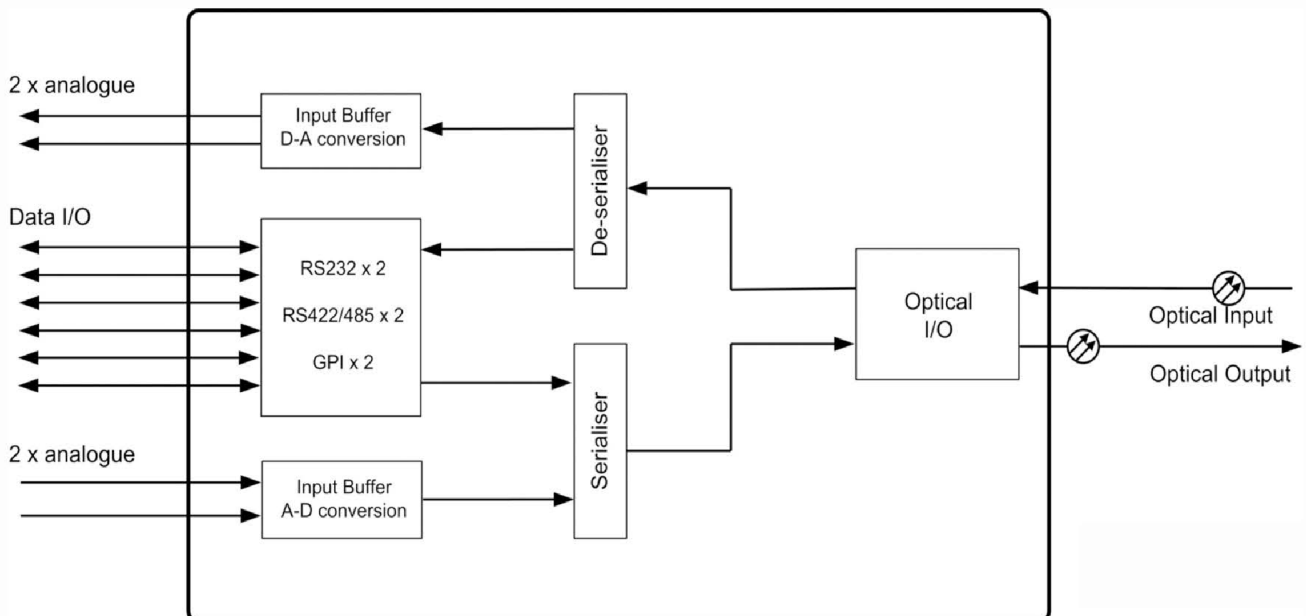 2 x analogue
Input Buffer
D-A conversion
De-serialiser
Data I/O
RS232 x 2
RS422/485 x 2
GPI x 2
Optical
I/O
Optical Input
Optical Output
2 x analogue
Input Buffer
A-D conversion
Serialiser